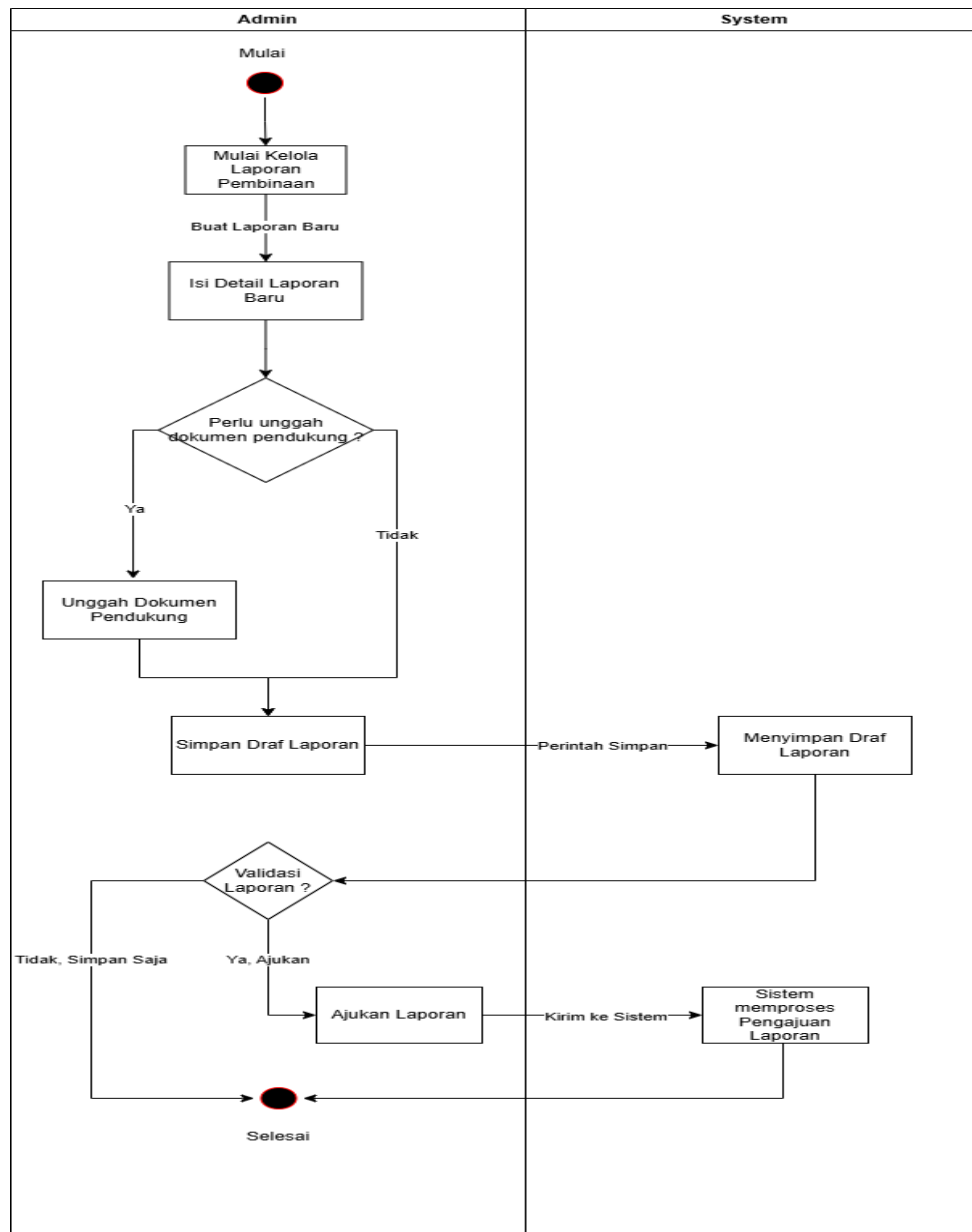 Admin
System
Mulai
Mulai Kelola
Laporan
Pembinaan
Buat Laporan Baru
Isi Detail Laporan
Baru
Perlu unggah
dokumen pendukung ?
Ya
Tidak
Unggah Dokumen
Pendukung
Simpan Draf Laporan
Perintah Simpan
Menyimpan Draf
Laporan
Validasi
Laporan ?
Tidak, Simpan Saja
Ya, Ajukan
Ajukan Laporan
Kirim ke Sistem
Sistem
memproses
Pengajuan
Laporan
Selesai